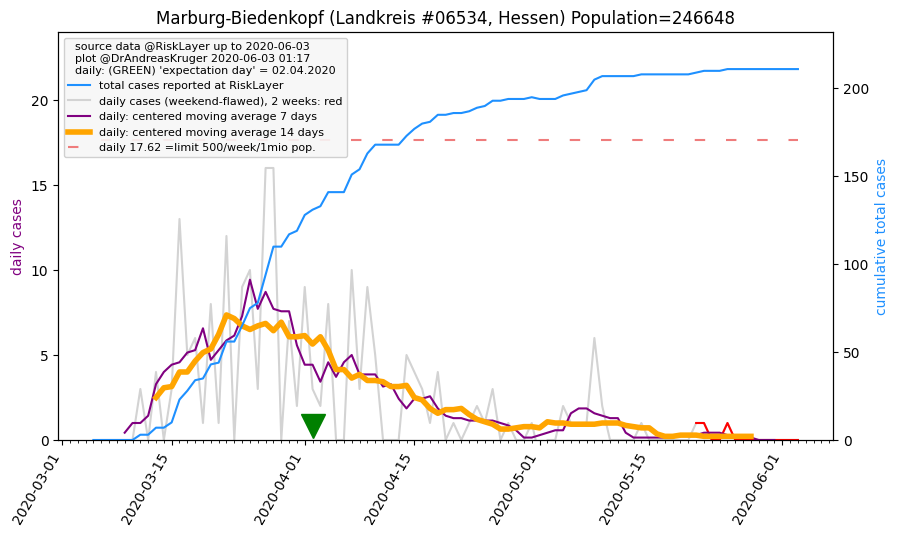 Marburg-Biedenkopf (Landkreis #06534, Hessen) Population=246648
source data @RiskLayer up to 2020-06-03
plot @DrAndreasKruger 2020-06-03 01:17
daily: (GREEN) 'expectation day' = 02.04.2020
total cases reported at RiskLayer
daily cases (weekend-flawed), 2 weeks: red
daily: centered moving average 7 days
daily: centered moving average 14 days
daily 17.62 =limit 500/week/1mio pop.
daily cases
20
15
10
5
0
cumulative total cases
200
150
100
50
0
2020-03-01
2020-03-15
2020-04-01
2020-04-15
2020-05-01
2020-05-15
2020-06-01